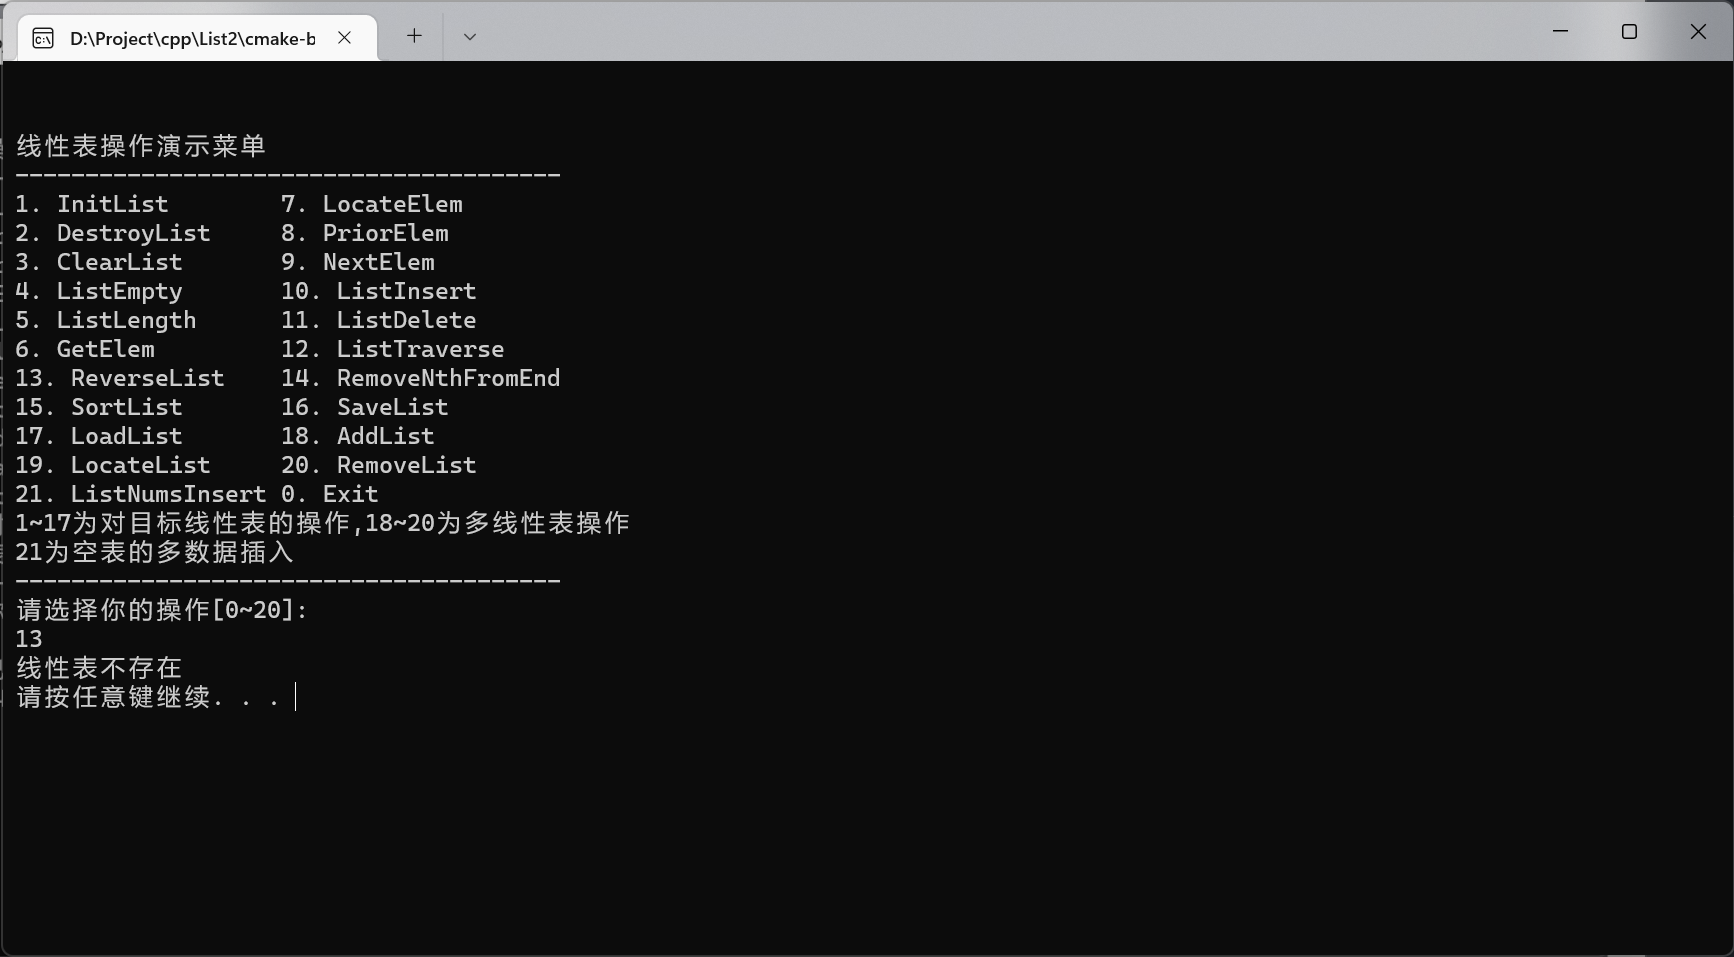 D:\Project\cpp\List2\cmake-b
线性表操作演示菜单
---------------------------------------
1. InitList 7. LocateElem
2. DestroyList 8. PriorElem
3. ClearList 9. NextElem
4. ListEmpty 10. ListInsert
5. ListLength 11. ListDelete
6. GetElem 12. ListTraverse
13. ReverseList 14. RemoveNthFromEnd
15. SortList 16. SaveList
17. LoadList 18. AddList
19. LocateList 20. RemoveList
21. ListNumsInsert 0. Exit
1~17为对目标线性表的操作,18~20为多线性表操作
21为空表的多数据插入
---------------------------------------
请选择你的操作[0~20]:
13
线性表不存在
请按任意键继续. . .